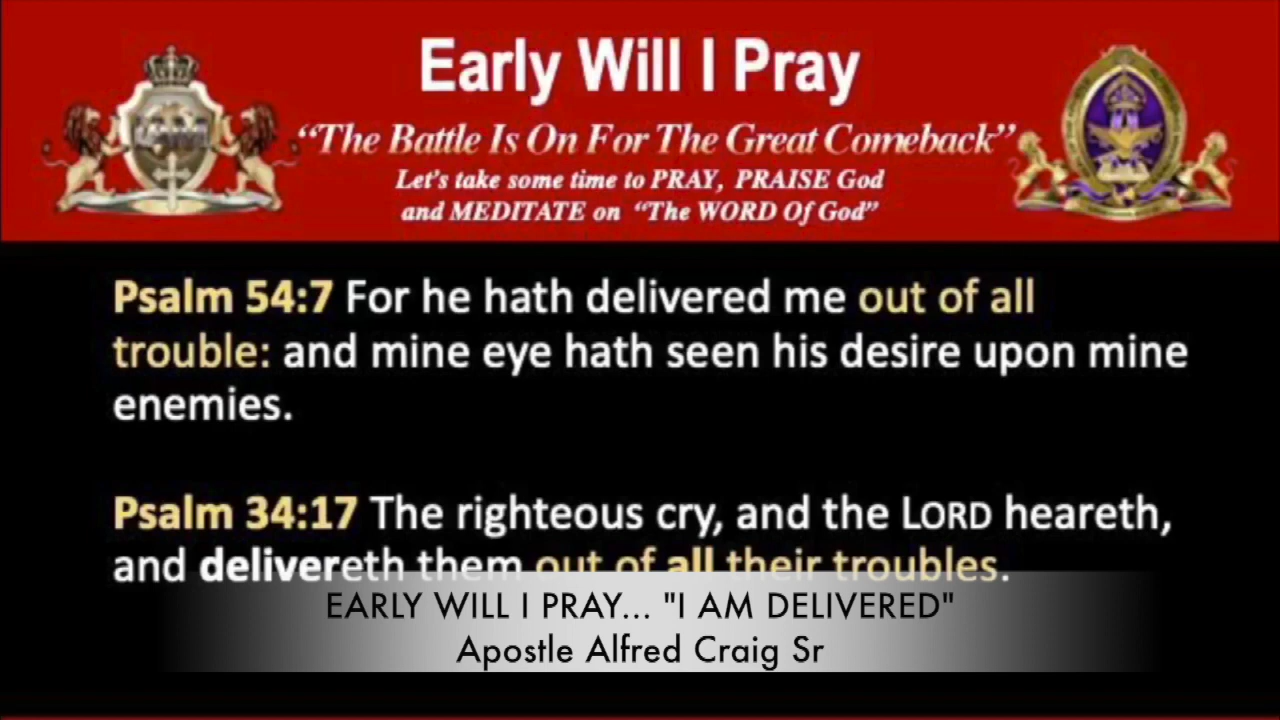 Early Will I Pray
“The Battle Is On For The Great Comeback”
Let’s take some time to PRAY, PRAISE God
and MEDITATE on “The WORD Of God”
Psalm 54:7 For he hath delivered me out of all
trouble: and mine eye hath seen his desire upon mine
enemies.
Psalm 34:17 The righteous cry, and the LORD heareth,
and delivereth them out of all their troubles.
EARLY WILL I PRAY... "I AM DELIVERED"
Apostle Alfred Craig Sr